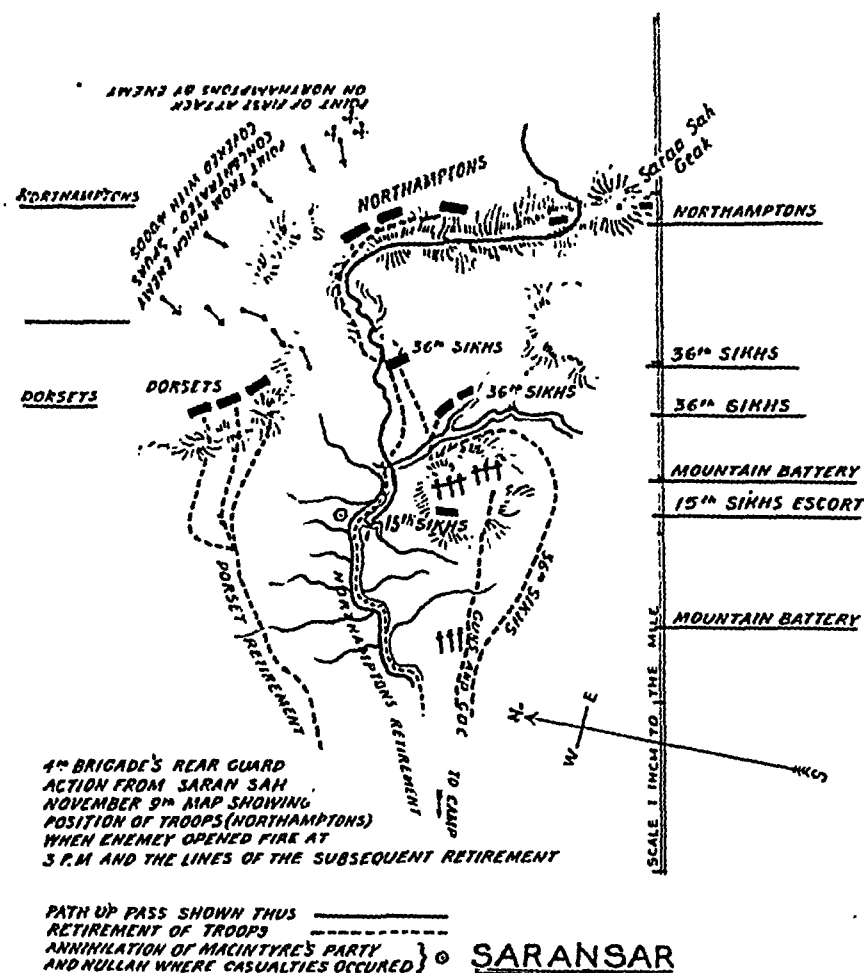 POINT OF FIRST ATTACK
ON NORTHAMPTONS BY ENEMY
POINT FROM WHICH ENEMY
CONCENTRATED - SPURS
COVERED WITH WOODS
NORTHAMPTONS
NORTHAMPTONS
Saran Sah
Geak
NORTHAMPTONS
36TH SIKHS
36TH SIKHS
DORSETS
DORSETS
36TH SIKHS
36TH SIKHS
MOUNTAIN BATTERY
15TH SIKHS
15TH SIKHS ESCORT
36TH SIKHS
DORSET RETIREMENT
NORTHAMPTONS RETIREMENT
GUNS AND GOC
MOUNTAIN BATTERY
SCALE 1 INCH TO THE MILE
N
E
W
S
TO CAMP
4TH BRIGADE'S REAR GUARD
ACTION FROM SARAN SAH
NOVEMBER 9TH MAP SHOWING
POSITION OF TROOPS (NORTHAMPTONS)
WHEN ENEMEY OPENED FIRE AT
3 P.M AND THE LINES OF THE SUBSEQUENT RETIREMENT
PATH UP PASS SHOWN THUS
RETIREMENT OF TROOPS
ANNIHILATION OF MACINTYRE'S PARTY
AND NULLAH WHERE CASUALTIES OCCURED
SARANSAR